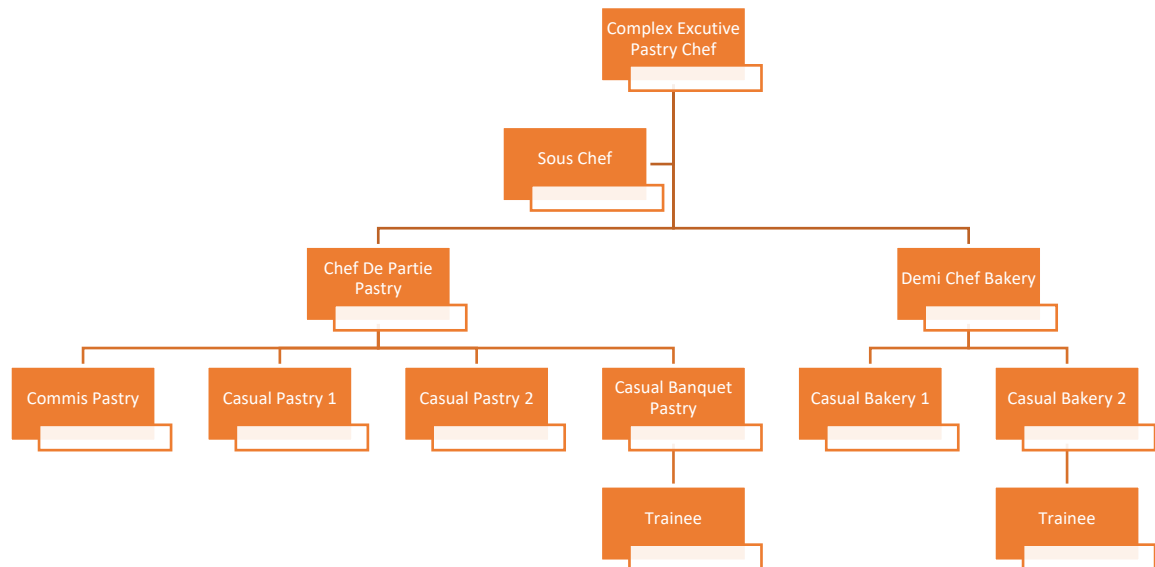 Complex Excutive
Pastry Chef
Sous Chef
Chef De Partie
Pastry
Demi Chef Bakery
Commis Pastry
Casual Pastry 1
Casual Pastry 2
Casual Banquet
Pastry
Casual Bakery 1
Casual Bakery 2
Trainee
Trainee